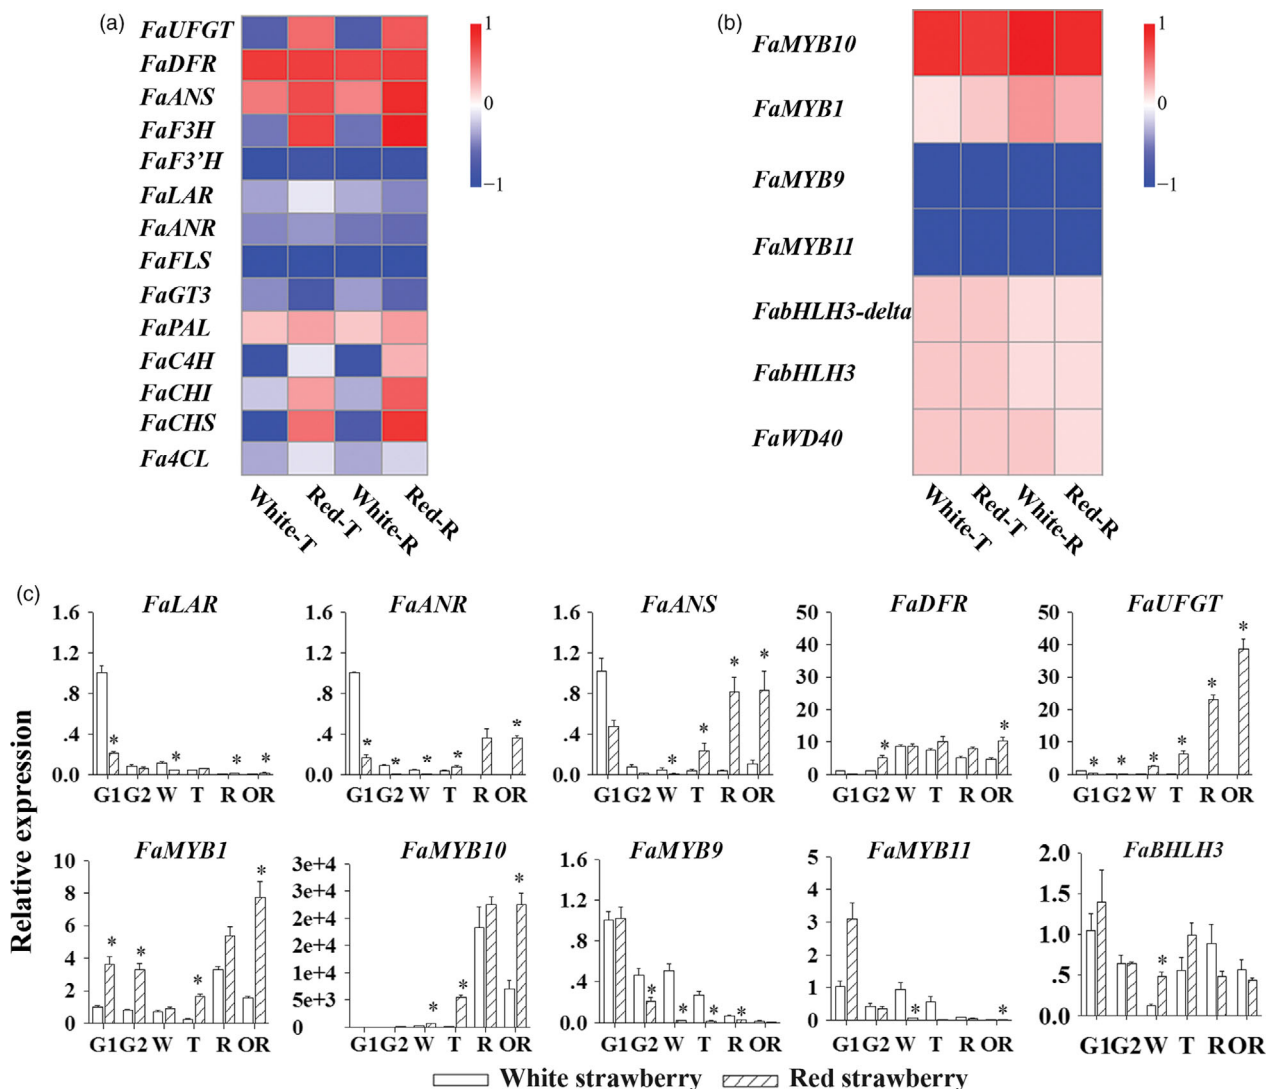 (a)
FaUFGT
FaDFR
FaANS
FaF3H
FaF3’H
FaLAR
FaANR
FaFLS
FaGT3
FaPAL
FaC4H
FaCHI
FaCHS
Fa4CL
White-T Red-T White-R Red-R
1
0
−1
(b)
FaMYB10
FaMYB1
FaMYB9
FaMYB11
FabHLH3-delta
FabHLH3
FaWD40
White-T Red-T White-R Red-R
1
0
−1
(c)
Relative expression
FaLAR
1.6
1.2
.8
.4
0.0
* * * *
G1 G2 W T R OR
FaANR
1.6
1.2
.8
.4
0.0
* * * * *
G1 G2 W T R OR
FaANS
1.6
1.2
.8
.4
0.0
* * * *
G1 G2 W T R OR
FaDFR
50
40
30
20
10
0
* *
G1 G2 W T R OR
FaUFGT
50
40
30
20
10
0
* * * * * *
G1 G2 W T R OR
FaMYB1
10
8
6
4
2
0
* * * *
G1 G2 W T R OR
FaMYB10
3e+4
3e+4
2e+4
2e+4
1e+4
5e+3
0
* * *
G1 G2 W T R OR
FaMYB9
1.6
1.2
.8
.4
0.0
* * * *
G1 G2 W T R OR
FaMYB11
5
4
3
2
1
0
* *
G1 G2 W T R OR
FaBHLH3
2.0
1.5
1.0
.5
0.0
*
G1 G2 W T R OR
White strawberry Red strawberry